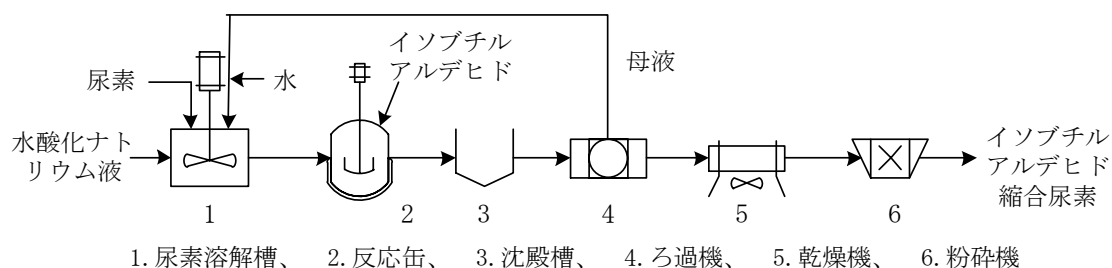 イソブチル
アルデヒド
母液
尿素
水
水酸化ナト
リウム液
イソブチル
アルデヒド
縮合尿素
1 2 3 4 5 6
1.尿素溶解槽、 2.反応缶、 3.沈殿槽、 4.ろ過機、 5.乾燥機、 6.粉砕機